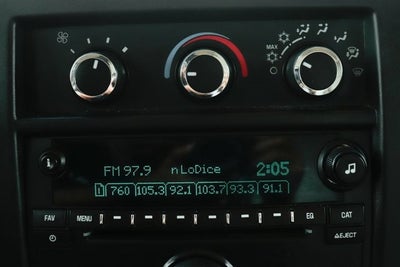 MAX
FM 97.9 nLoDice 2:05
1 760 105.3 92.1 103.7 93.3 91.1
FAV MENU EQ CAT
EJECT